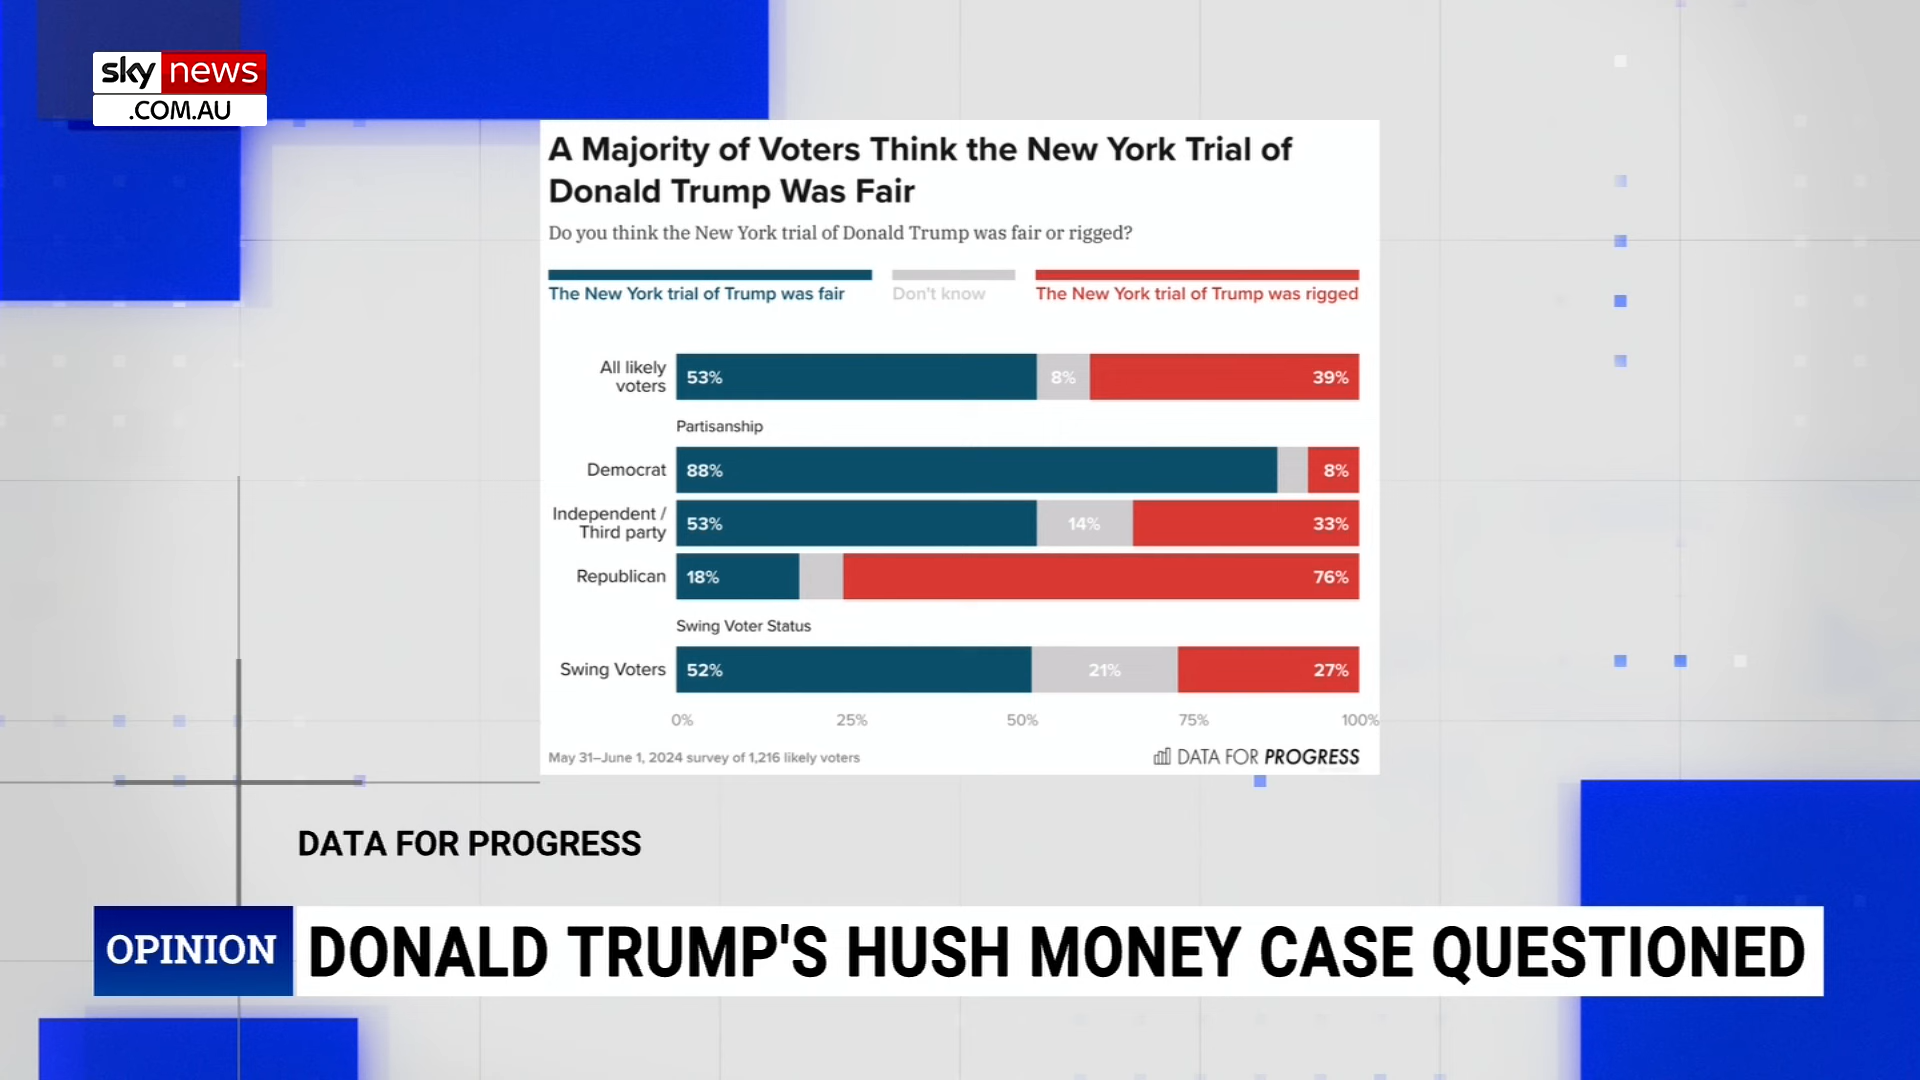 sky news
.COM.AU
A Majority of Voters Think the New York Trial of
Donald Trump Was Fair
Do you think the New York trial of Donald Trump was fair or rigged?
The New York trial of Trump was fair
Don't know
The New York trial of Trump was rigged
All likely
voters
53%
8%
39%
Partisanship
Democrat
88%
8%
Independent /
Third party
53%
14%
33%
Republican
18%
76%
Swing Voter Status
Swing Voters
52%
21%
27%
0%
25%
50%
75%
100%
May 31–June 1, 2024 survey of 1,216 likely voters
DATA FOR PROGRESS
DATA FOR PROGRESS
OPINION
DONALD TRUMP'S HUSH MONEY CASE QUESTIONED